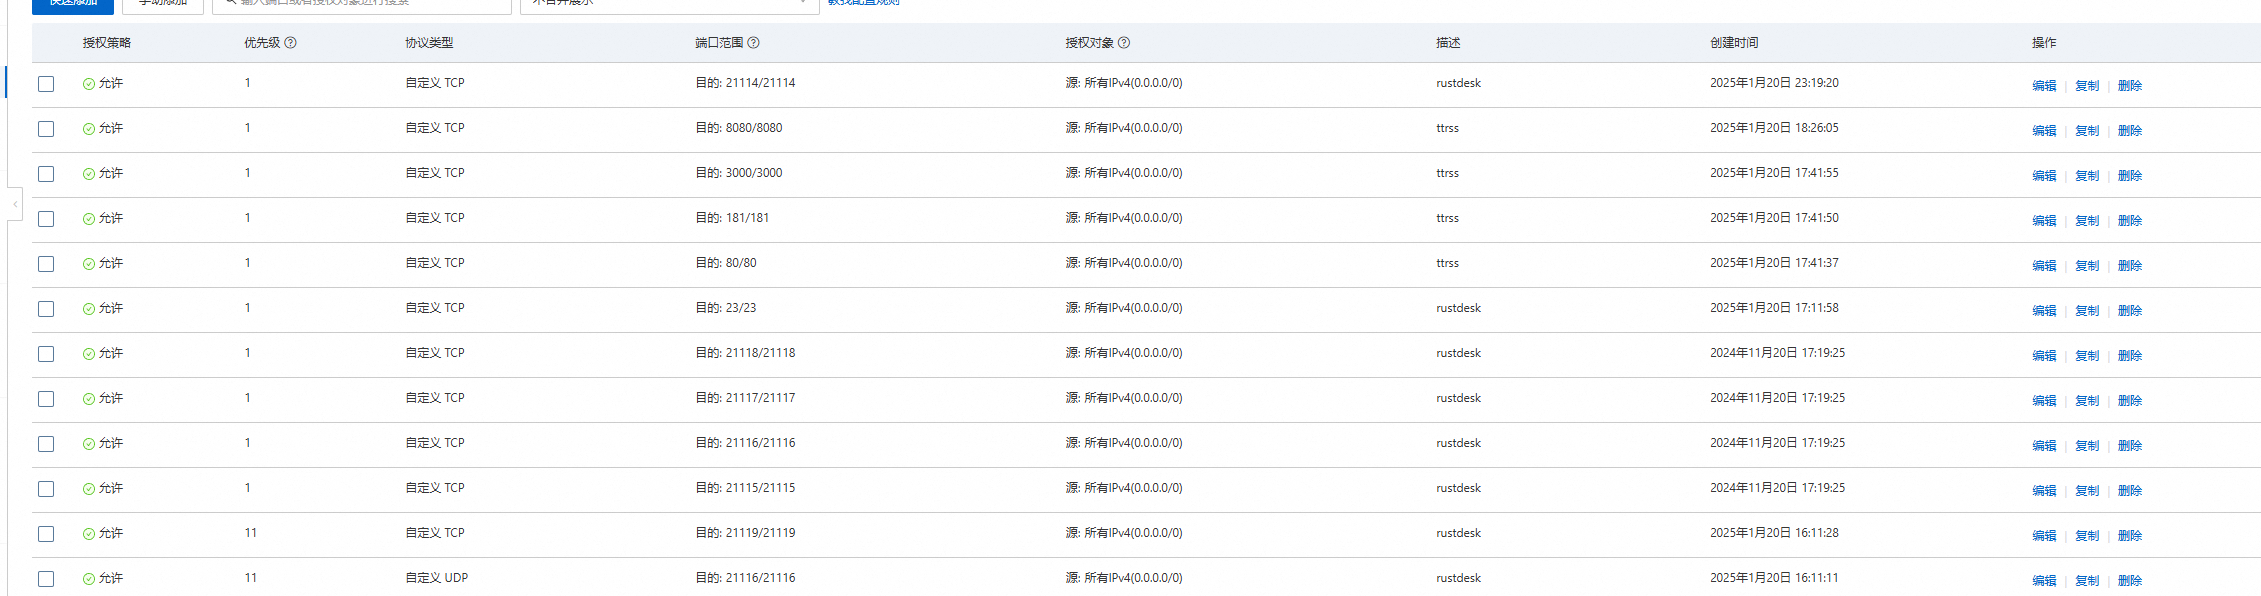 快速添加 手动添加 输入端口或者授权对象进行搜索 不合并展示 教我配置规则
授权策略 优先级 协议类型 端口范围 授权对象 描述 创建时间 操作
允许 1 自定义 TCP 目的: 21114/21114 源: 所有IPv4(0.0.0.0/0) rustdesk 2025年1月20日 23:19:20 编辑 | 复制 | 删除
允许 1 自定义 TCP 目的: 8080/8080 源: 所有IPv4(0.0.0.0/0) ttrss 2025年1月20日 18:26:05 编辑 | 复制 | 删除
允许 1 自定义 TCP 目的: 3000/3000 源: 所有IPv4(0.0.0.0/0) ttrss 2025年1月20日 17:41:55 编辑 | 复制 | 删除
允许 1 自定义 TCP 目的: 181/181 源: 所有IPv4(0.0.0.0/0) ttrss 2025年1月20日 17:41:50 编辑 | 复制 | 删除
允许 1 自定义 TCP 目的: 80/80 源: 所有IPv4(0.0.0.0/0) ttrss 2025年1月20日 17:41:37 编辑 | 复制 | 删除
允许 1 自定义 TCP 目的: 23/23 源: 所有IPv4(0.0.0.0/0) rustdesk 2025年1月20日 17:11:58 编辑 | 复制 | 删除
允许 1 自定义 TCP 目的: 21118/21118 源: 所有IPv4(0.0.0.0/0) rustdesk 2024年11月20日 17:19:25 编辑 | 复制 | 删除
允许 1 自定义 TCP 目的: 21117/21117 源: 所有IPv4(0.0.0.0/0) rustdesk 2024年11月20日 17:19:25 编辑 | 复制 | 删除
允许 1 自定义 TCP 目的: 21116/21116 源: 所有IPv4(0.0.0.0/0) rustdesk 2024年11月20日 17:19:25 编辑 | 复制 | 删除
允许 1 自定义 TCP 目的: 21115/21115 源: 所有IPv4(0.0.0.0/0) rustdesk 2024年11月20日 17:19:25 编辑 | 复制 | 删除
允许 11 自定义 TCP 目的: 21119/21119 源: 所有IPv4(0.0.0.0/0) rustdesk 2025年1月20日 16:11:28 编辑 | 复制 | 删除
允许 11 自定义 UDP 目的: 21116/21116 源: 所有IPv4(0.0.0.0/0) rustdesk 2025年1月20日 16:11:11 编辑 | 复制 | 删除